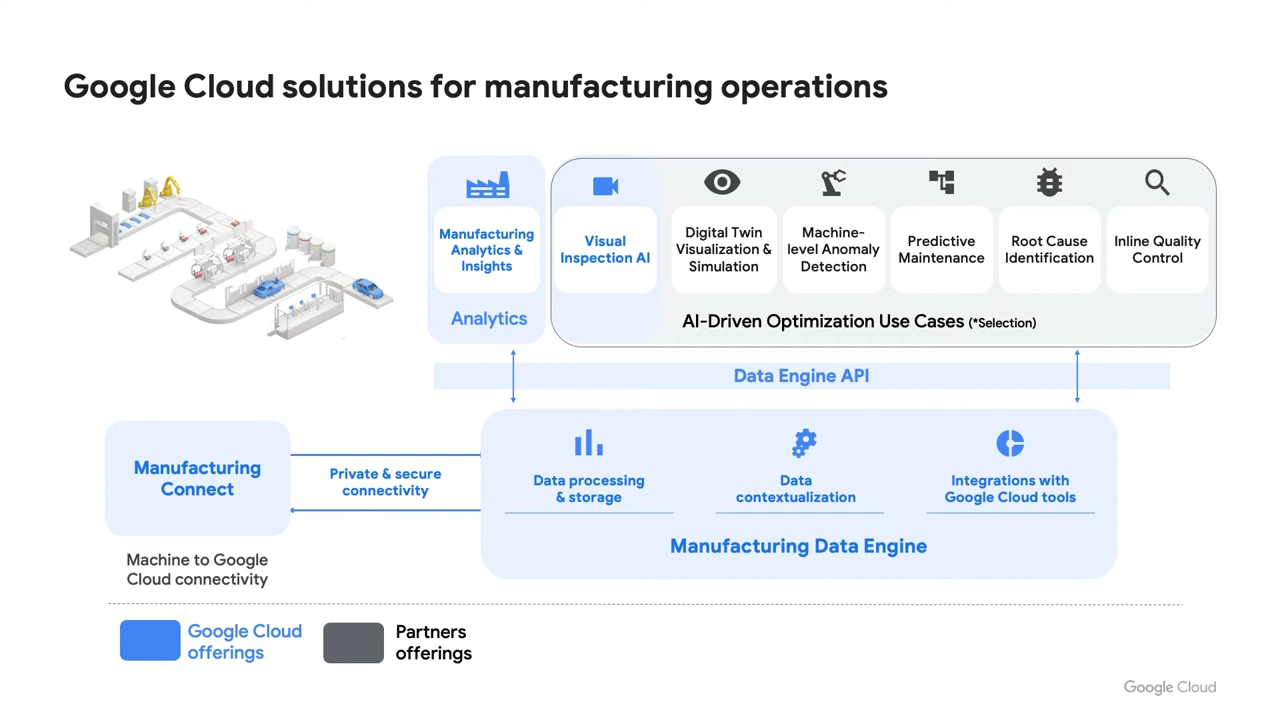 Google Cloud solutions for manufacturing operations
Manufacturing
Analytics &
Insights
Analytics
Visual
Inspection AI
Digital Twin
Visualization &
Simulation
Machine-
level Anomaly
Detection
Predictive
Maintenance
Root Cause
Identification
Inline Quality
Control
AI-Driven Optimization Use Cases (*Selection)
Data Engine API
Manufacturing
Connect
Private & secure
connectivity
Data processing
& storage
Data
contextualization
Integrations with
Google Cloud tools
Manufacturing Data Engine
Machine to Google
Cloud connectivity
Google Cloud
offerings
Partners
offerings
Google Cloud